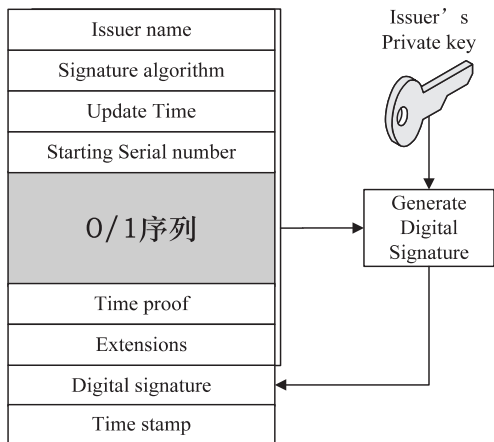 Issuer name
Signature algorithm
Update Time
Starting Serial number
0/1序列
Time proof
Extensions
Digital signature
Time stamp
Issuer’s
Private key
Generate
Digital
Signature